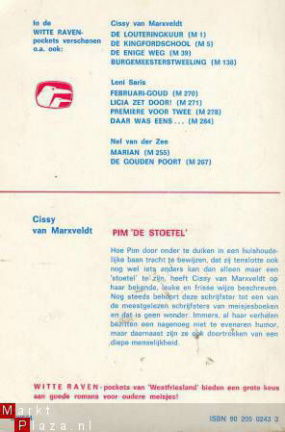 In de
WITTE RAVEN-
pockets verschenen
o.a. ook:
Cissy van Marxveldt
DE LOUTERINGKUUR (M 1)
DE KINGFORDSCHOOL (M 5)
DE ENIGE WEG (M 39)
BURGEMEESTERSTWEELING (M 138)
Leni Saris
FEBRUARI-GOUD (M 270)
LICIA ZET DOOR! (M 271)
PREMIERE VOOR TWEE (M 278)
DAAR WAS EENS... (M 284)
Nel van der Zee
MARIAN (M 255)
DE GOUDEN POORT (M 267)
Cissy
van Marxveldt
PIM 'DE STOETEL'
Hoe Pim door onder te duiken in een huishoude-
lijke baan tracht te bewijzen, dat zij tenslotte ook
nog wel iets anders kan dan alleen maar een
'stoetel' te zijn, heeft Cissy van Marxveldt op
haar bekende, leuke en frisse wijze beschreven.
Nog steeds behoort deze schrijfster tot een van
de meestgelezen schrijfsters van meisjesboeken
en dat is geen wonder. Immers, al haar verhalen
bezitten een nagenoeg niet te evenaren humor,
maar daarnaast zijn ze ook doortrokken van een
diepe menselijkheid.
WITTE RAVEN-pockets van 'Westfriesland' bieden een grote keus
aan goede romans voor oudere meisjes!
ISBN 90 205 0243 3
Marktplaats.nl